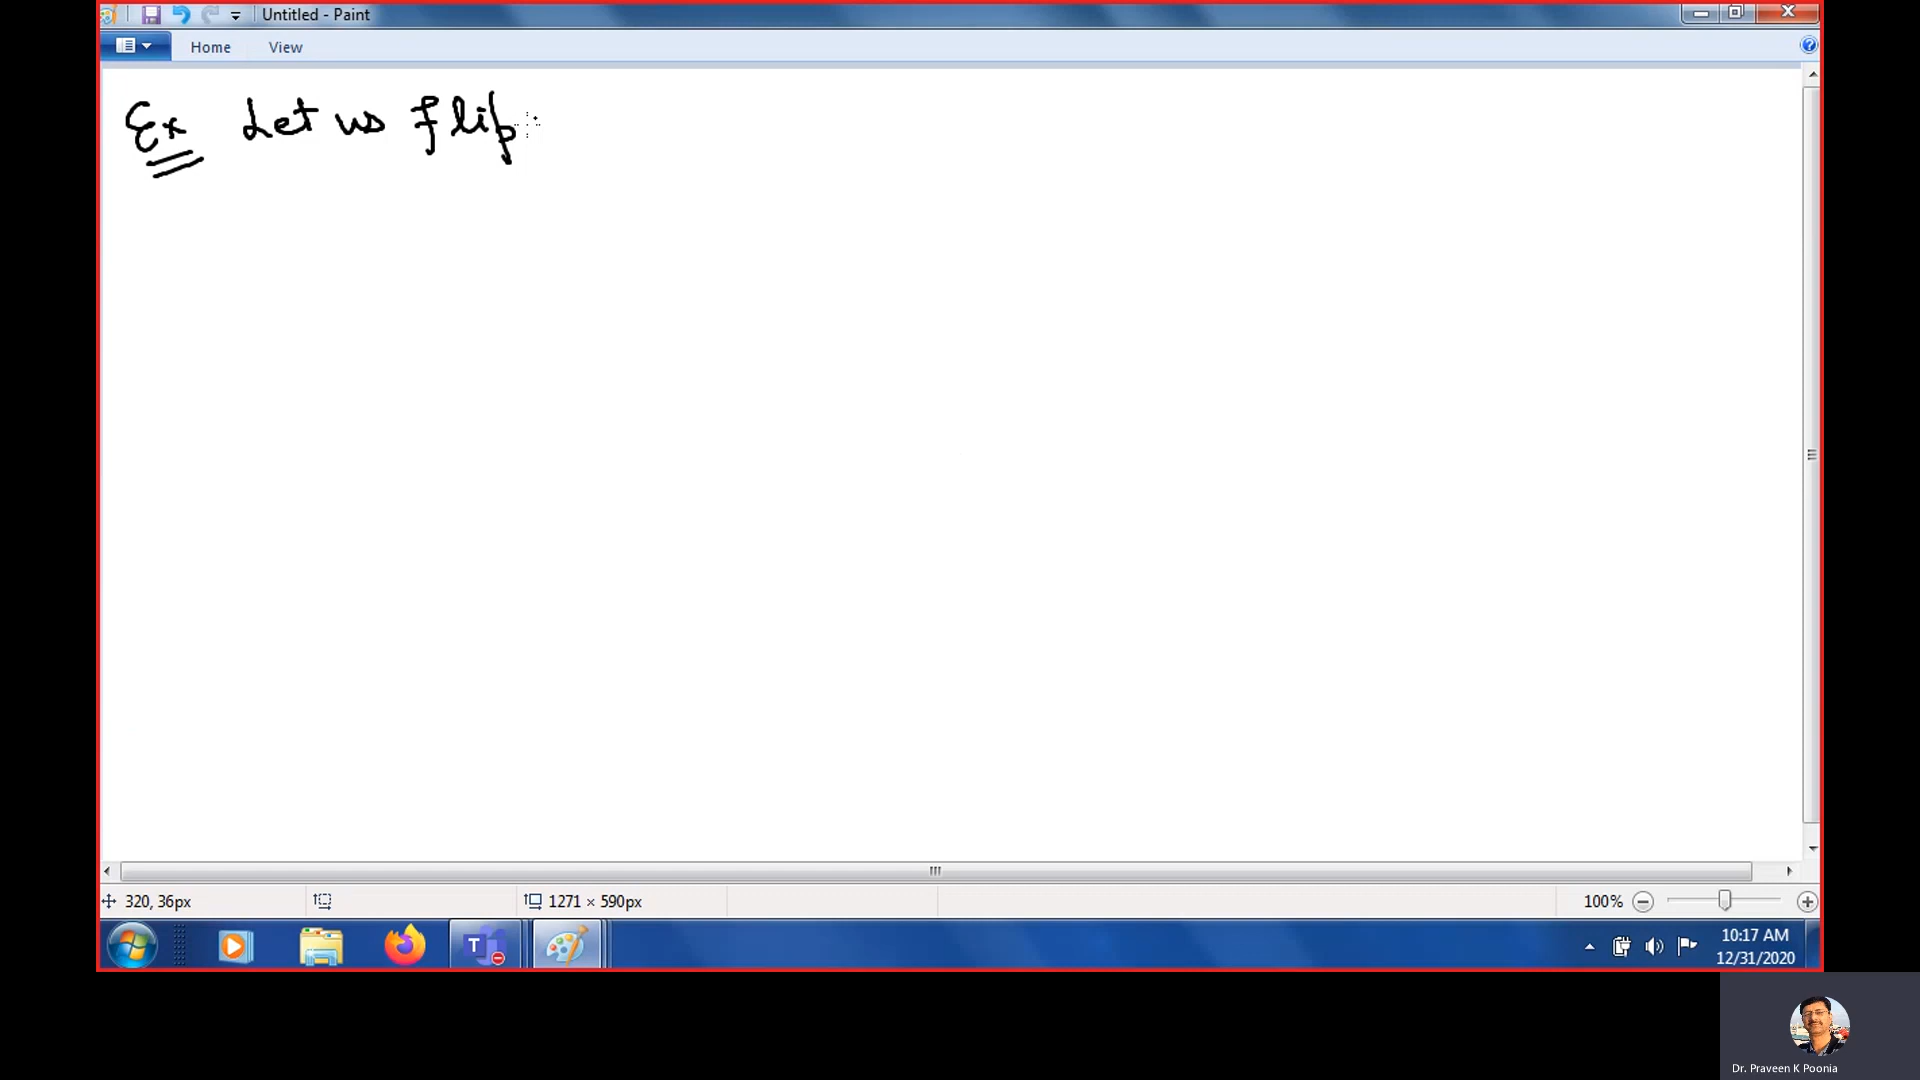 Untitled - Paint
Home View
Ex Let us flip
320, 36px
1271 × 590px
100%
T
10:17 AM
12/31/2020
Dr. Praveen K Poonia